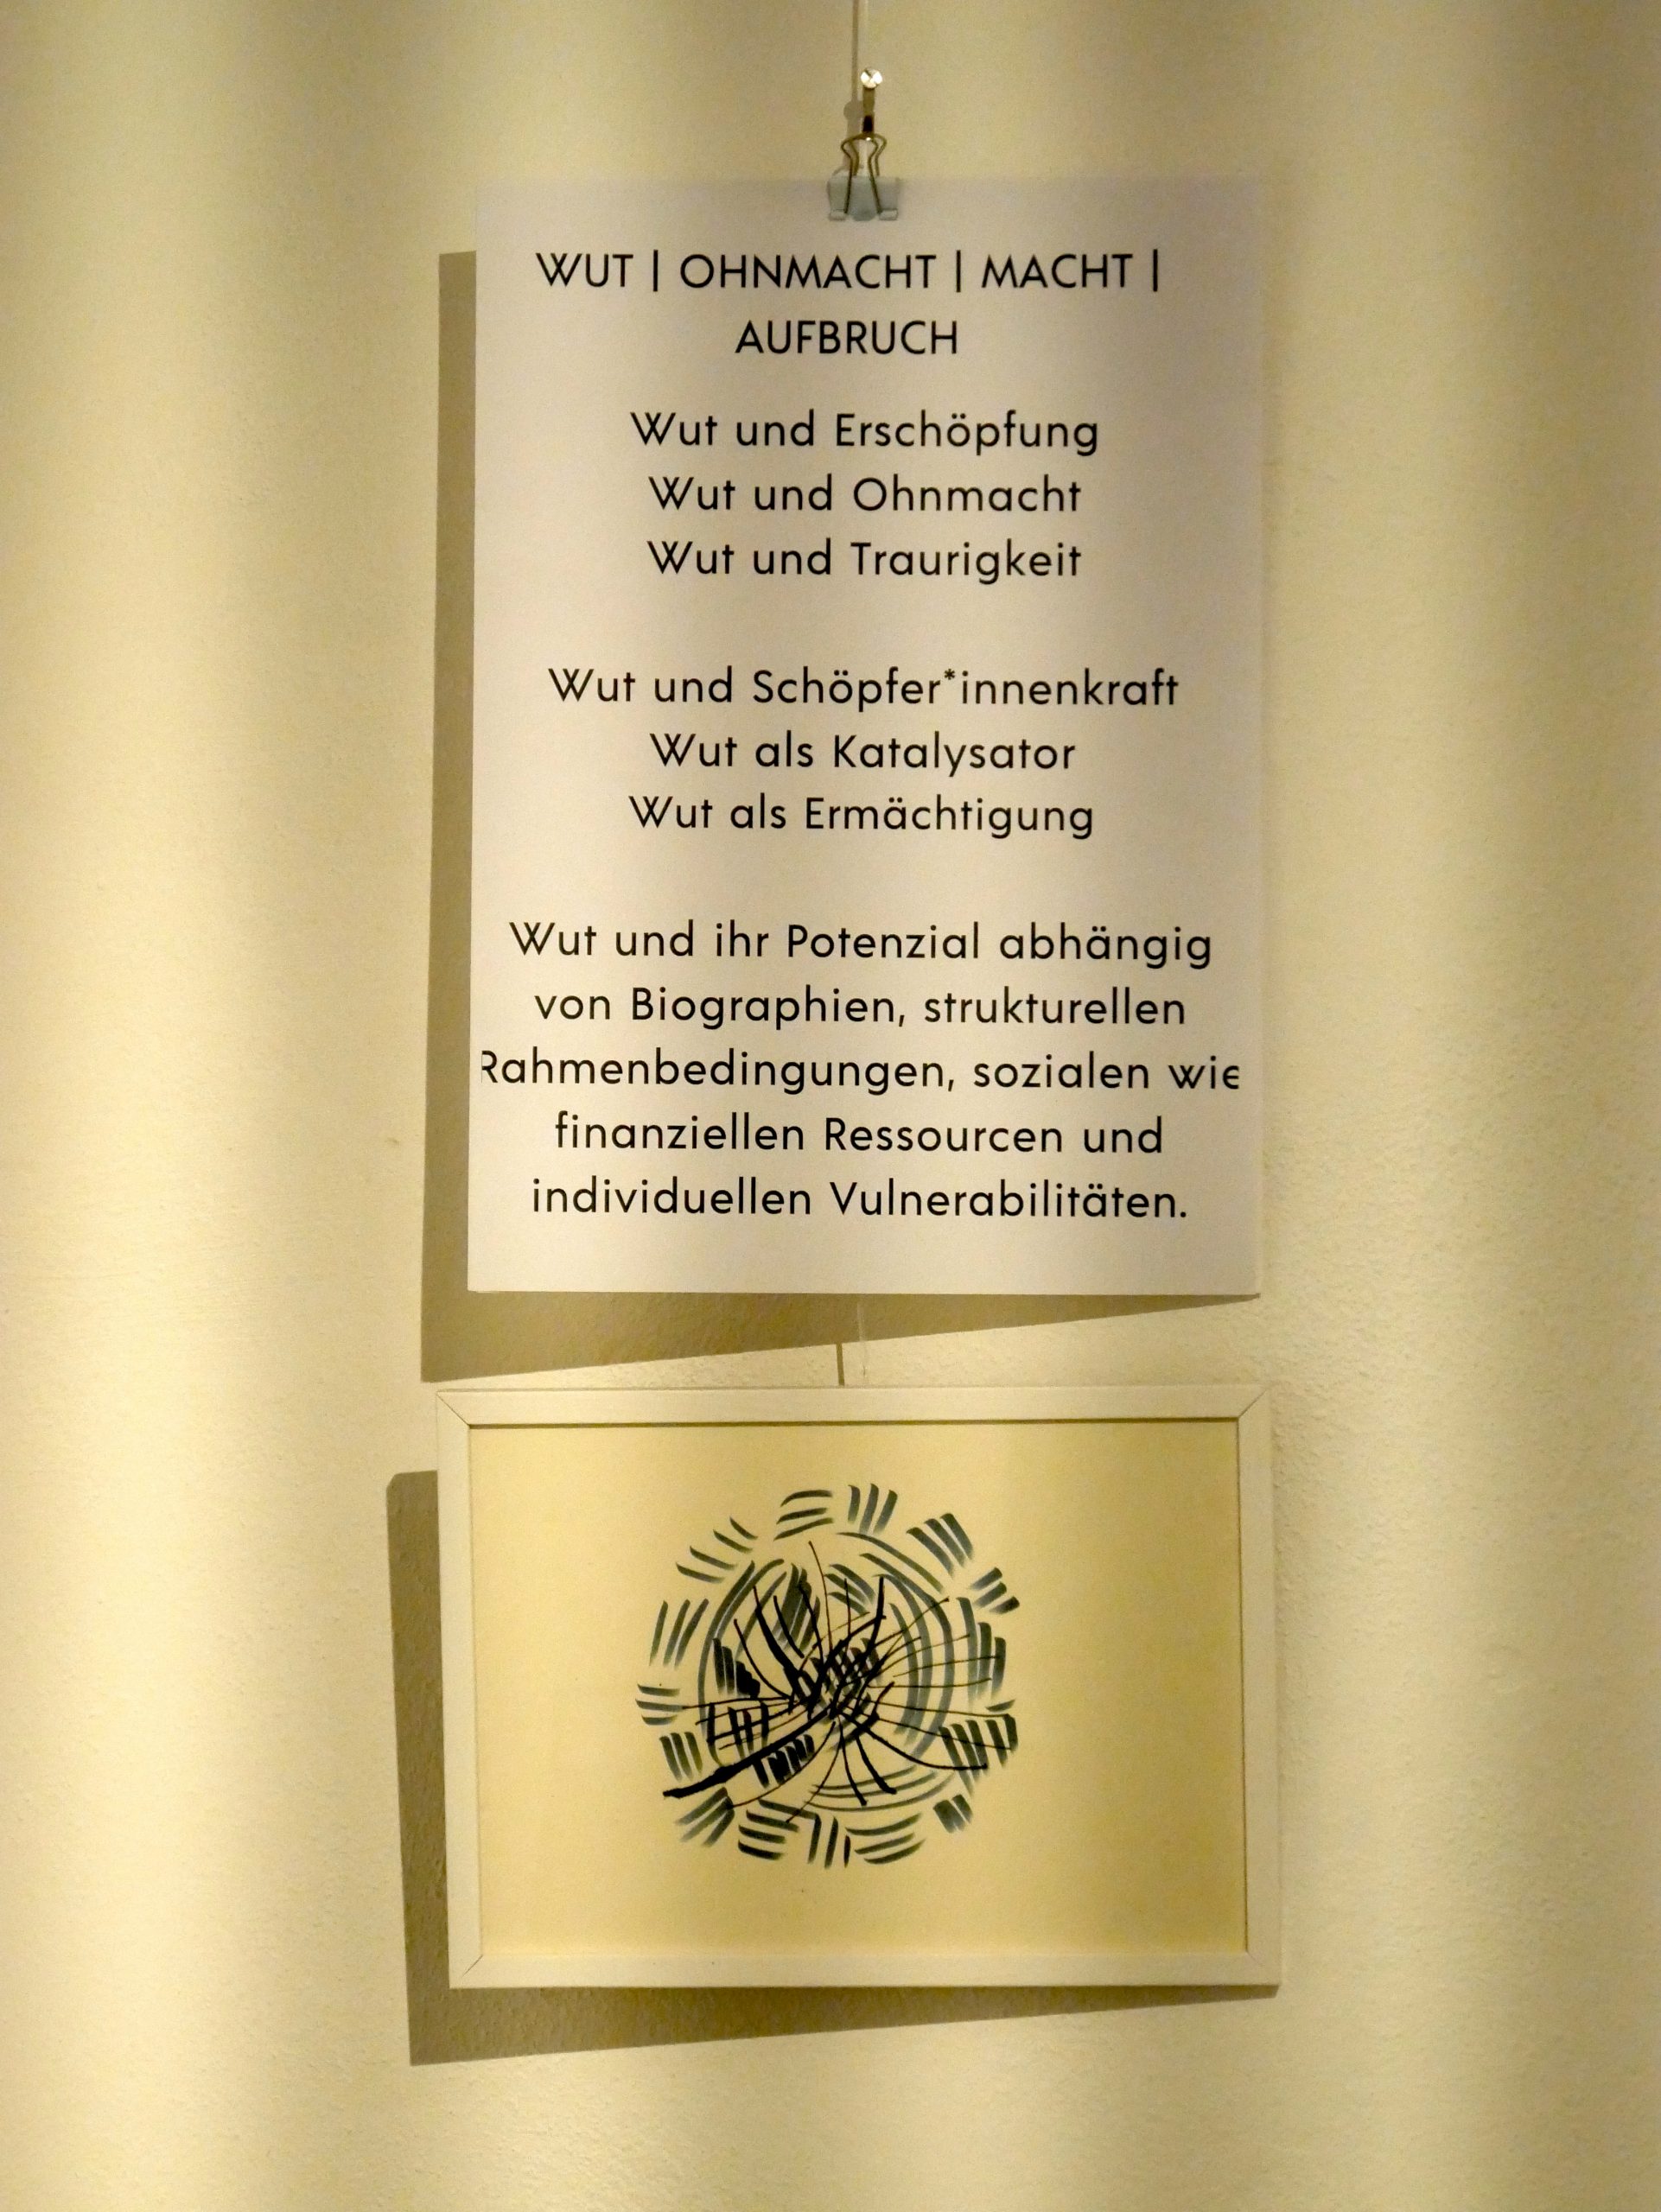 WUT | OHNMACHT | MACHT |
AUFBRUCH
Wut und Erschöpfung
Wut und Ohnmacht
Wut und Traurigkeit
Wut und Schöpfer*innenkraft
Wut als Katalysator
Wut als Ermächtigung
Wut und ihr Potenzial abhängig
von Biographien, strukturellen
Rahmenbedingungen, sozialen wie
finanziellen Ressourcen und
individuellen Vulnerabilitäten.